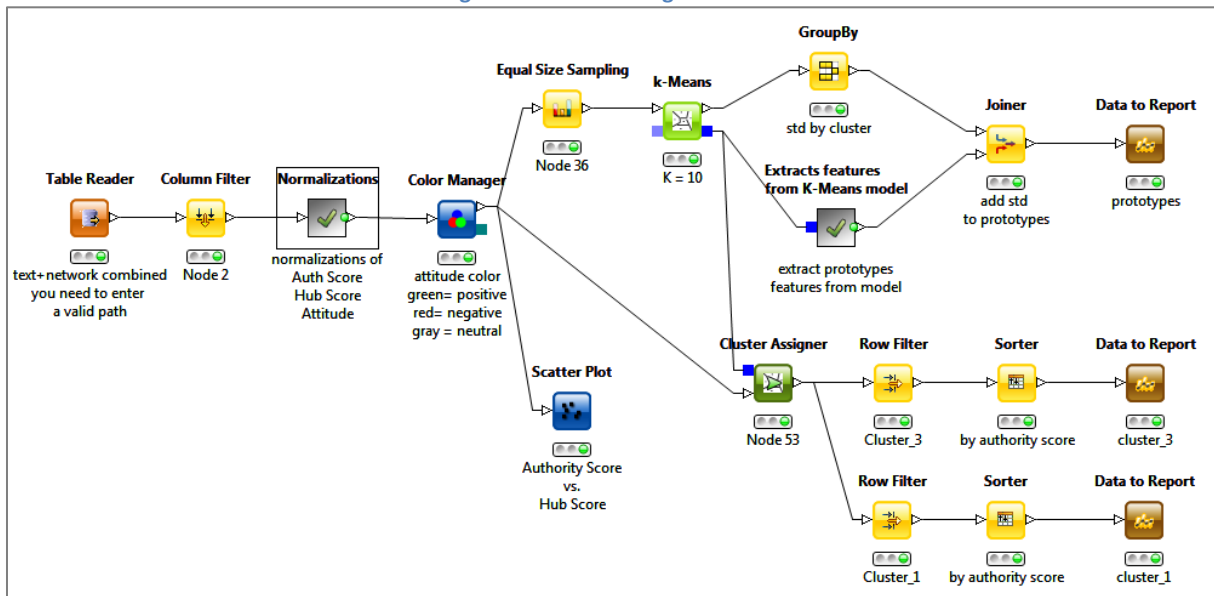 GroupBy
Equal Size Sampling
k-Means
Joiner
Data to Report
std by cluster
Node 36
K = 10
Extracts features
from K-Means model
add std
to prototypes
prototypes
Table Reader
Column Filter
Normalizations
Color Manager
text+network combined
you need to enter
a valid path
Node 2
normalizations of
Auth Score
Hub Score
Attitude
attitude color
green= positive
red= negative
gray = neutral
extract prototypes
features from model
Cluster Assigner
Row Filter
Sorter
Data to Report
Scatter Plot
Node 53
Cluster_3
by authority score
cluster_3
Authority Score
vs.
Hub Score
Row Filter
Sorter
Data to Report
Cluster_1
by authority score
cluster_1